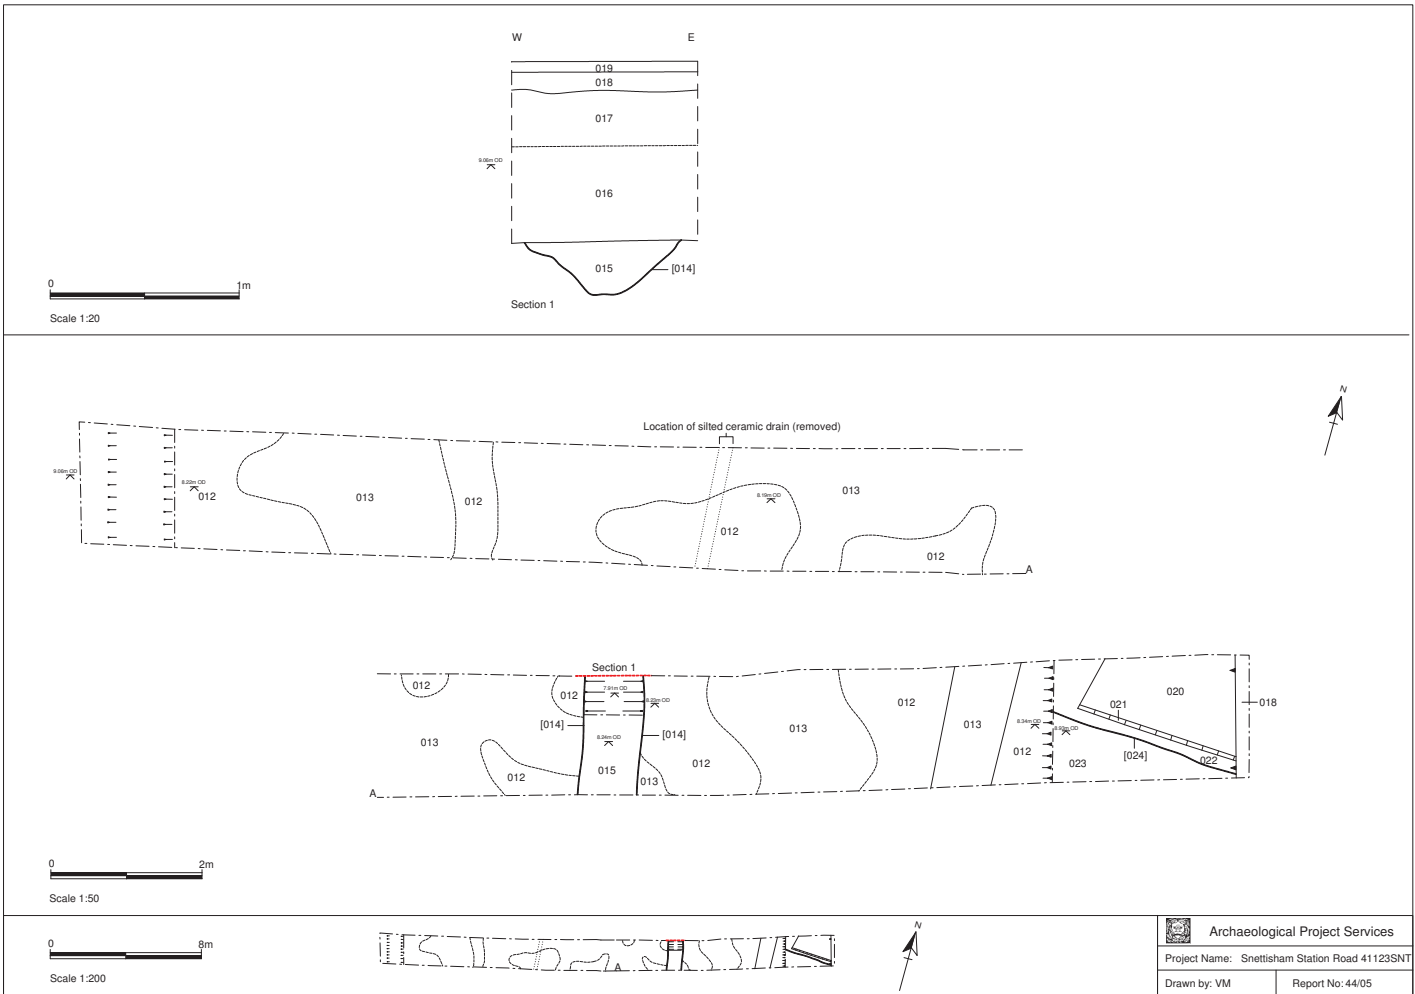 W E
019
018
017
9.06m OD
016
015 [014]
Section 1
0 1m
Scale 1:20
N
Location of silted ceramic drain (removed)
9.06m OD
8.22m OD
012
013
012
8.19m OD
013
012
012
A
Section 1
012
012
7.91m OD
8.22m OD
[014]
[014]
8.24m OD
013
012
015
013
012
013
012
013
012
8.34m OD
023
021
020
018
[024]
022
A
0 2m
Scale 1:50
0 8m
Scale 1:200
A
N
Archaeological Project Services
Project Name: Snettisham Station Road 41123SNT
Drawn by: VM Report No: 44/05